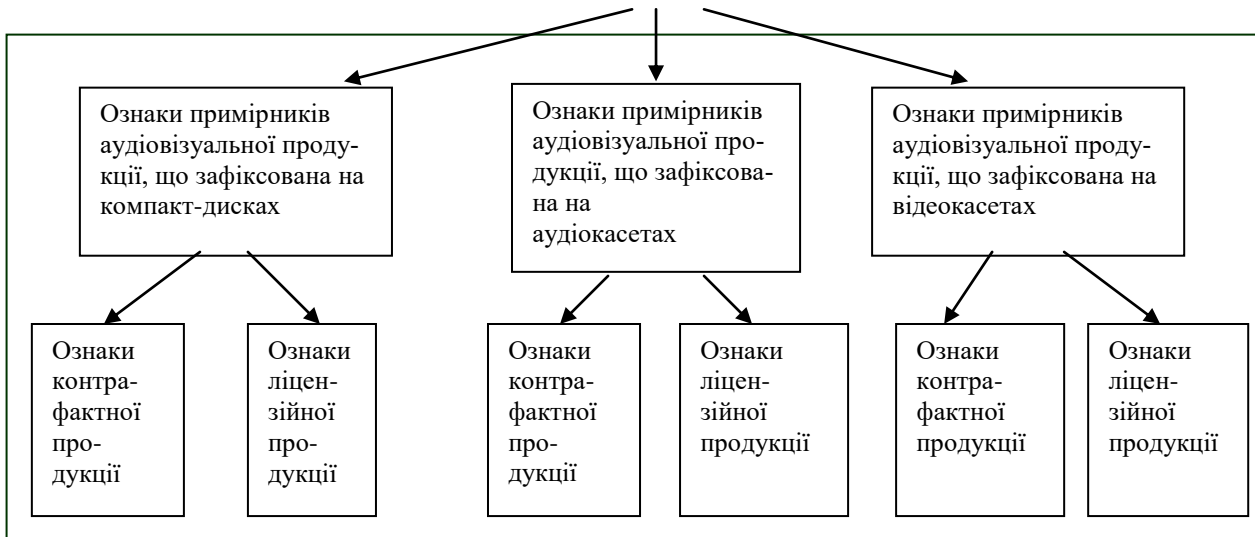 Ознаки примірників
аудіовізуальної проду-
кції, що зафіксована на
компакт-дисках
Ознаки примірників
аудіовізуальної про-
дукції, що зафіксова-
на на
аудіокасетах
Ознаки примірників
аудіовізуальної проду-
кції, що зафіксована на
відеокасетах
Ознаки
контра-
фактної
про-
дукції
Ознаки
ліцен-
зійної
про-
дукції
Ознаки
контра-
фактної
про-
дукції
Ознаки
ліцен-
зійної
продукції
Ознаки
контра-
фактної
продукції
Ознаки
ліцен-
зійної
продукції